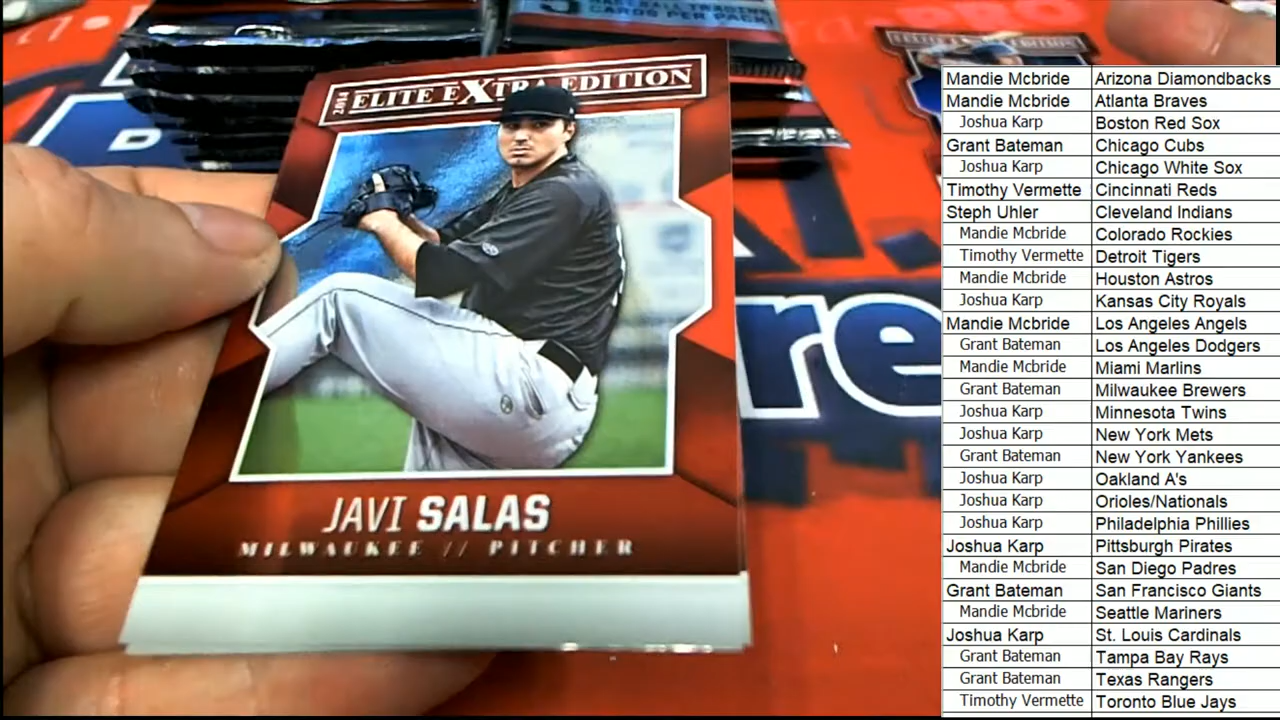 CARDS PER PACK
2013 ELITE EXTRA EDITION
JAVI SALAS
MILWAUKEE // PITCHER
re
Mandie Mcbride Arizona Diamondbacks
Mandie Mcbride Atlanta Braves
Joshua Karp Boston Red Sox
Grant Bateman Chicago Cubs
Joshua Karp Chicago White Sox
Timothy Vermette Cincinnati Reds
Steph Uhler Cleveland Indians
Mandie Mcbride Colorado Rockies
Timothy Vermette Detroit Tigers
Mandie Mcbride Houston Astros
Joshua Karp Kansas City Royals
Mandie Mcbride Los Angeles Angels
Grant Bateman Los Angeles Dodgers
Mandie Mcbride Miami Marlins
Grant Bateman Milwaukee Brewers
Joshua Karp Minnesota Twins
Joshua Karp New York Mets
Grant Bateman New York Yankees
Joshua Karp Oakland A's
Joshua Karp Orioles/Nationals
Joshua Karp Philadelphia Phillies
Joshua Karp Pittsburgh Pirates
Mandie Mcbride San Diego Padres
Grant Bateman San Francisco Giants
Mandie Mcbride Seattle Mariners
Joshua Karp St. Louis Cardinals
Grant Bateman Tampa Bay Rays
Grant Bateman Texas Rangers
Timothy Vermette Toronto Blue Jays